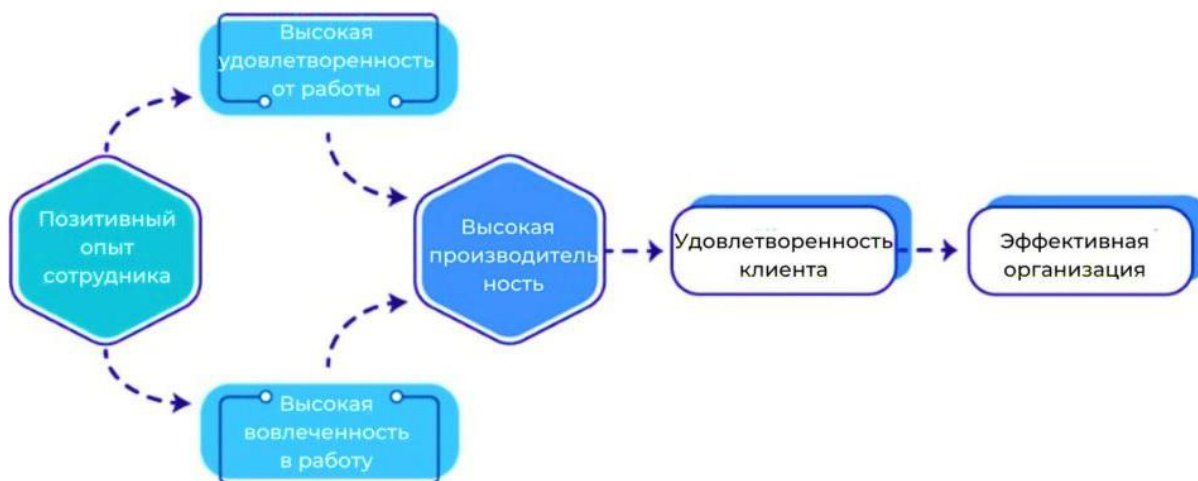 Высокая
удовлетворенность
от работы
Позитивный
опыт
сотрудника
Высокая
производитель
ность
Удовлетворенность
клиента
Эффективная
организация
Высокая
вовлеченность
в работу